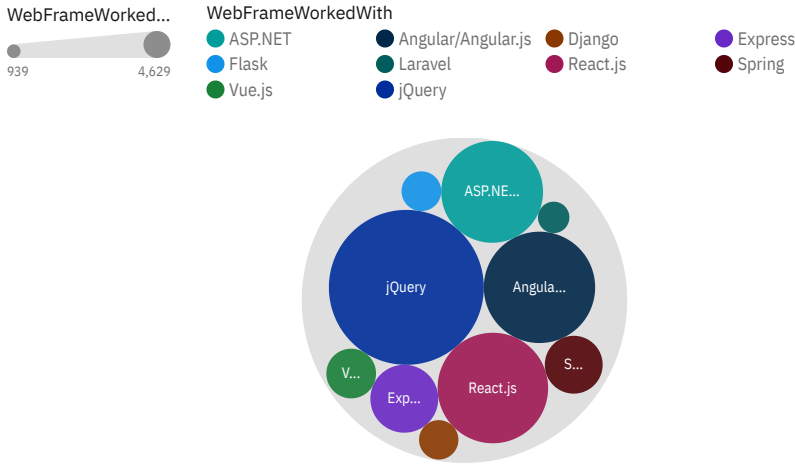 WebFrameWorked...
939
4,629
WebFrameWorkedWith
ASP.NET
Angular/Angular.js
Django
Express
Flask
Laravel
React.js
Spring
Vue.js
jQuery
ASP.NE...
jQuery
Angula...
S...
V...
Exp...
React.js